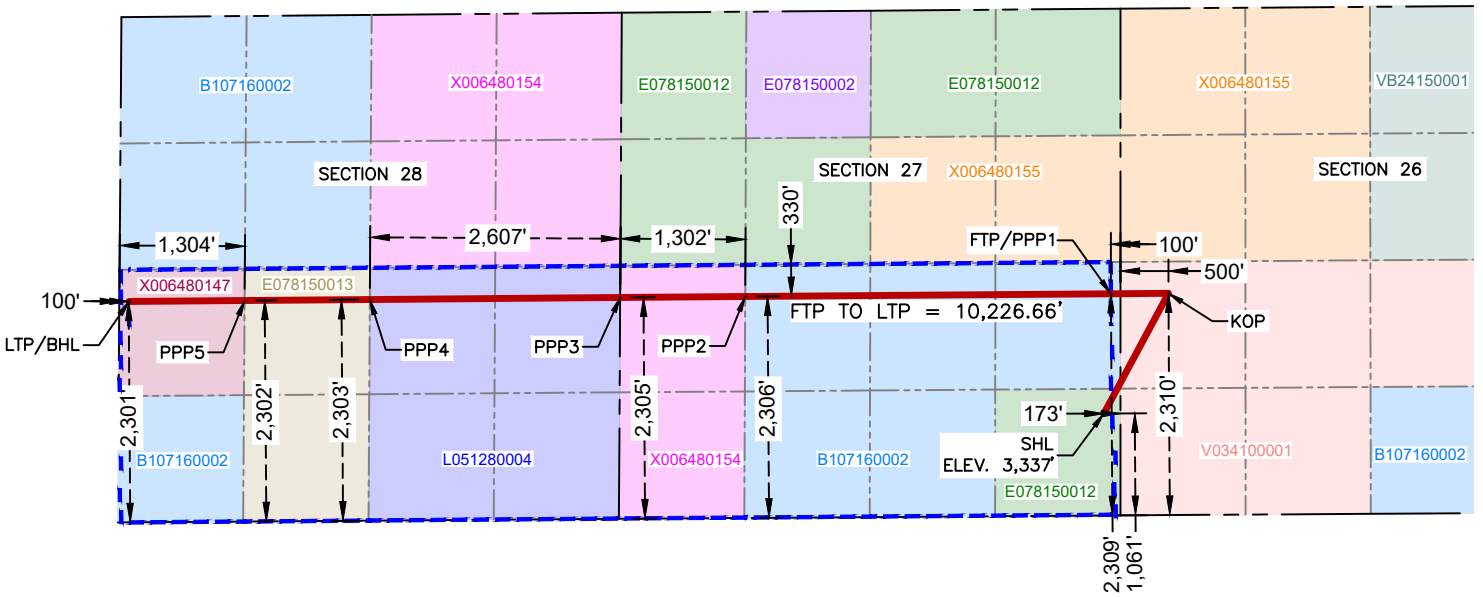 B107160002
X006480154
E078150012
E078150002
E078150012
X006480155
VB24150001
SECTION 28
SECTION 27
X006480155
SECTION 26
330'
1,304'
2,607'
1,302'
FTP/PPP1
100'
500'
X006480147
E078150013
100'
FTP TO LTP = 10,226.66'
KOP
LTP/BHL
PPP5
PPP4
PPP3
PPP2
2,301'
2,302'
2,303'
2,305'
2,306'
2,310'
173'
SHL
ELEV. 3,337'
B107160002
L051280004
X006480154
B107160002
E078150012
V034100001
B107160002
2,309'
1,061'